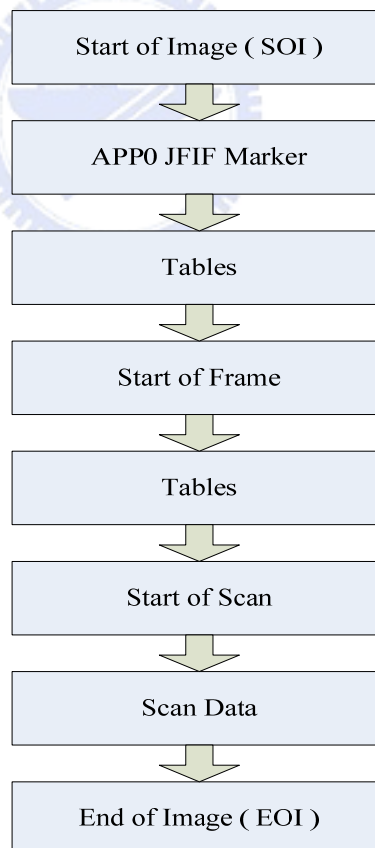 Start of Image ( SOI )
APP0 JFIF Marker
Tables
Start of Frame
Tables
Start of Scan
Scan Data
End of Image ( EOI )